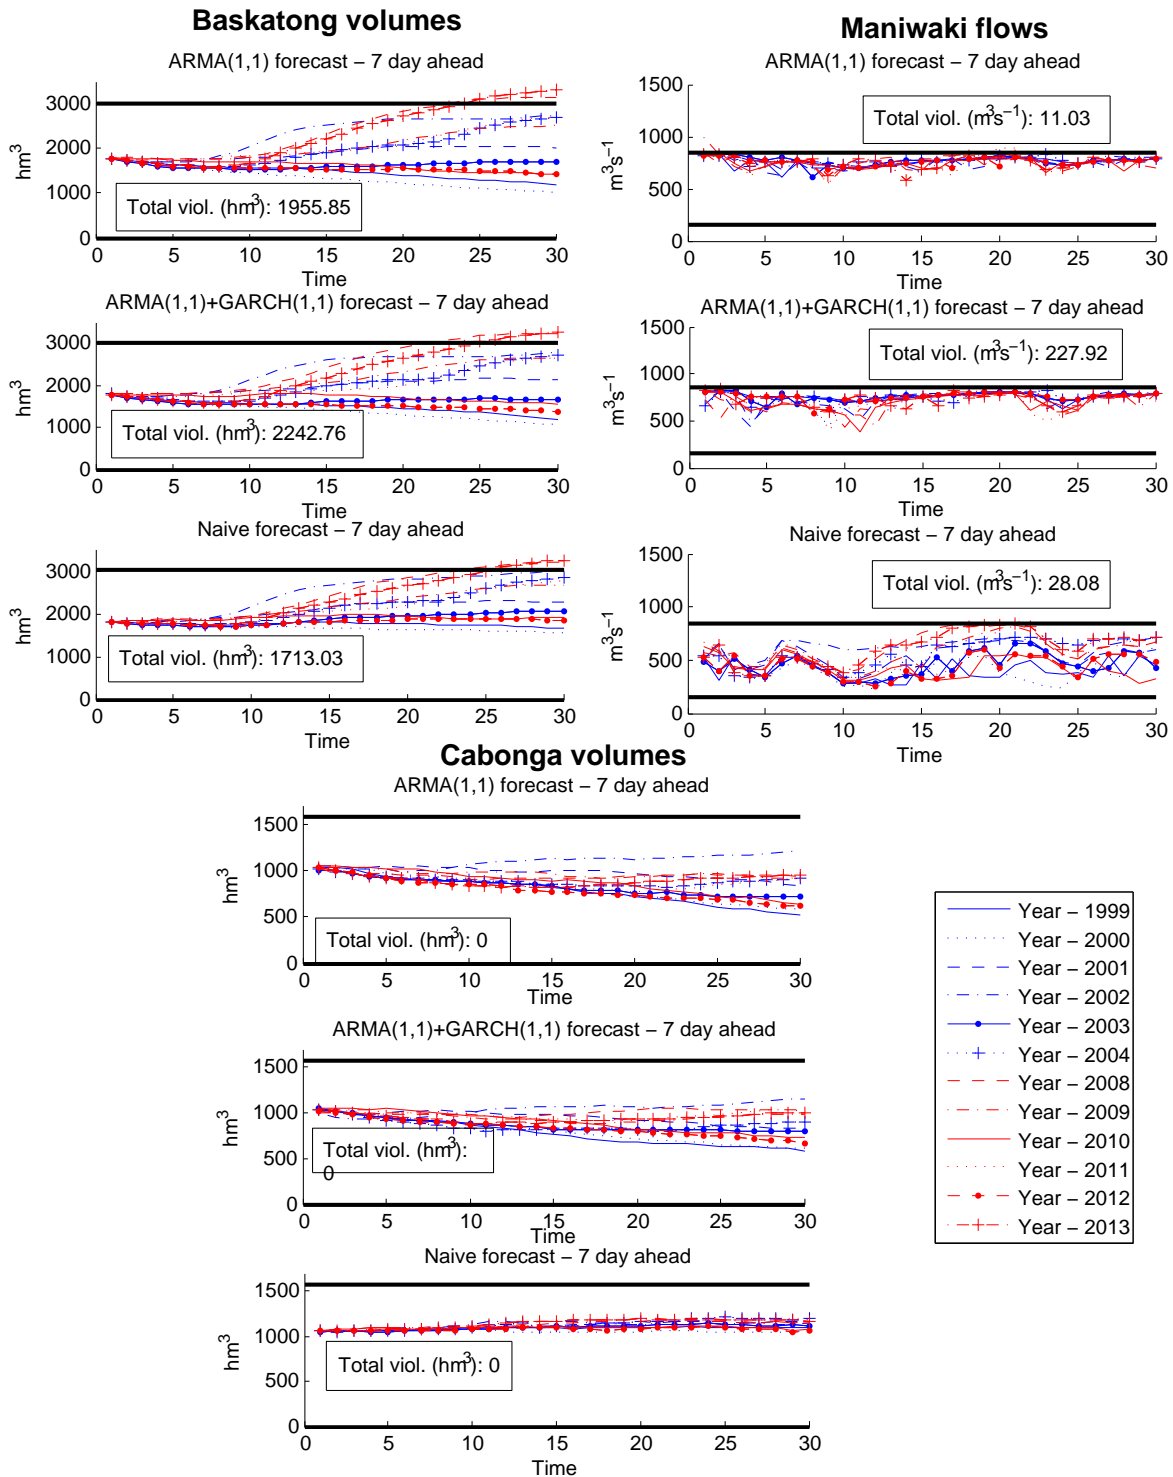 Baskatong volumes
ARMA(1,1) forecast – 7 day ahead
3000
2000
1000
0
hm³
Total viol. (hm³): 1955.85
0 5 10 15 20 25 30
Time
ARMA(1,1)+GARCH(1,1) forecast – 7 day ahead
3000
2000
1000
0
hm³
Total viol. (hm³): 2242.76
0 5 10 15 20 25 30
Time
Naive forecast – 7 day ahead
3000
2000
1000
0
hm³
Total viol. (hm³): 1713.03
0 5 10 15 20 25 30
Time
Maniwaki flows
ARMA(1,1) forecast – 7 day ahead
1500
1000
500
0
m³s⁻¹
Total viol. (m³s⁻¹): 11.03
0 5 10 15 20 25 30
Time
ARMA(1,1)+GARCH(1,1) forecast – 7 day ahead
1500
1000
500
0
m³s⁻¹
Total viol. (m³s⁻¹): 227.92
0 5 10 15 20 25 30
Time
Naive forecast – 7 day ahead
1500
1000
500
0
m³s⁻¹
Total viol. (m³s⁻¹): 28.08
0 5 10 15 20 25 30
Time
Cabonga volumes
ARMA(1,1) forecast – 7 day ahead
1500
1000
500
0
hm³
Total viol. (hm³): 0
0 5 10 15 20 25 30
Time
ARMA(1,1)+GARCH(1,1) forecast – 7 day ahead
1500
1000
500
0
hm³
Total viol. (hm³):
0
0 5 10 15 20 25 30
Time
Naive forecast – 7 day ahead
1500
1000
500
0
hm³
Total viol. (hm³): 0
0 5 10 15 20 25 30
Time
Year – 1999
Year – 2000
Year – 2001
Year – 2002
Year – 2003
Year – 2004
Year – 2008
Year – 2009
Year – 2010
Year – 2011
Year – 2012
Year – 2013